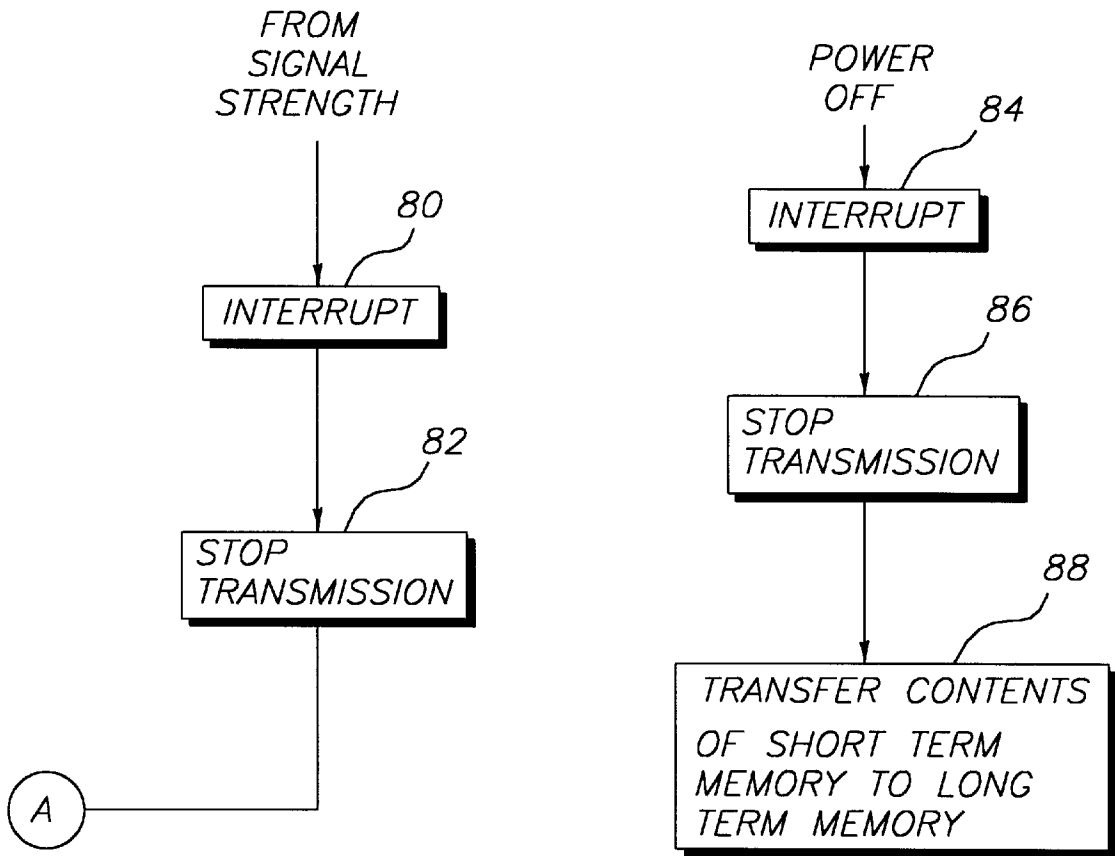 FROM
SIGNAL
STRENGTH
80
INTERRUPT
82
STOP
TRANSMISSION
A
POWER
OFF
84
INTERRUPT
86
STOP
TRANSMISSION
88
TRANSFER CONTENTS
OF SHORT TERM
MEMORY TO LONG
TERM MEMORY